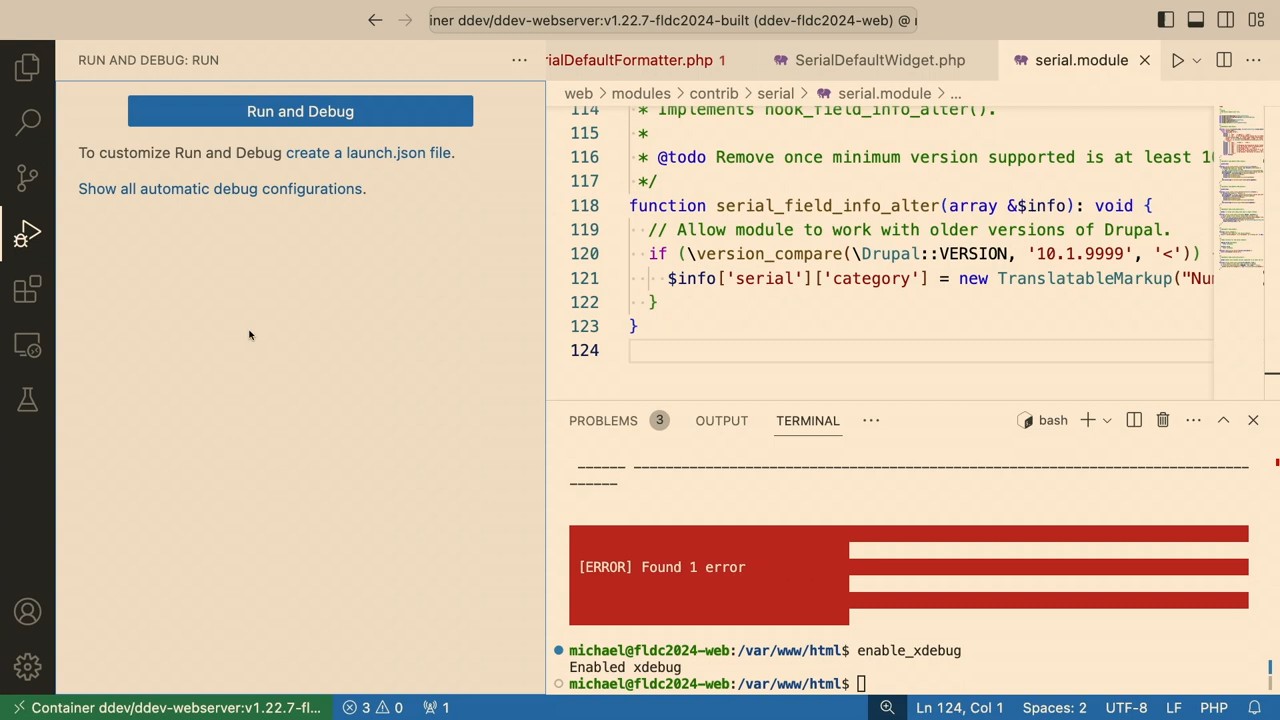 iner ddev/ddev-webserver:v1.22.7-fldc2024-built (ddev-fldc2024-web) @
RUN AND DEBUG: RUN
Run and Debug
To customize Run and Debug create a launch.json file.
Show all automatic debug configurations.
rialDefaultFormatter.php 1
SerialDefaultWidget.php
serial.module
web > modules > contrib > serial > serial.module > ...
114 * Implements hook_field_info_alter().
115 *
116 * @todo Remove once minimum version supported is at least 1
117 */
118 function serial_field_info_alter(array &$info): void {
119 // Allow module to work with older versions of Drupal.
120 if (\version_compare(\Drupal::VERSION, '10.1.9999', '<'))
121 $info['serial']['category'] = new TranslatableMarkup("Nu
122 }
123 }
124
PROBLEMS 3 OUTPUT TERMINAL ...
bash
------ ----------------------------------------------------------------
------
[ERROR] Found 1 error
michael@fldc2024-web:/var/www/html$ enable_xdebug
Enabled xdebug
michael@fldc2024-web:/var/www/html$
Container ddev/ddev-webserver:v1.22.7-fl...
3 0 1
Ln 124, Col 1 Spaces: 2 UTF-8 LF PHP